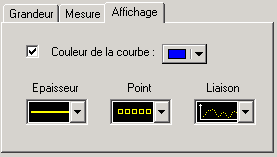 Grandeur Mesure Affichage
Couleur de la courbe :
Epaisseur Point Liaison